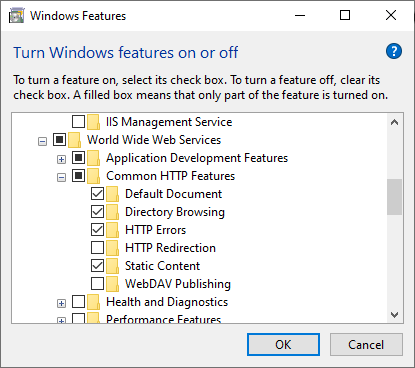 Windows Features
Turn Windows features on or off
?
To turn a feature on, select its check box. To turn a feature off, clear its
check box. A filled box means that only part of the feature is turned on.
IIS Management Service
World Wide Web Services
Application Development Features
Common HTTP Features
Default Document
Directory Browsing
HTTP Errors
HTTP Redirection
Static Content
WebDAV Publishing
Health and Diagnostics
Performance Features
OK
Cancel